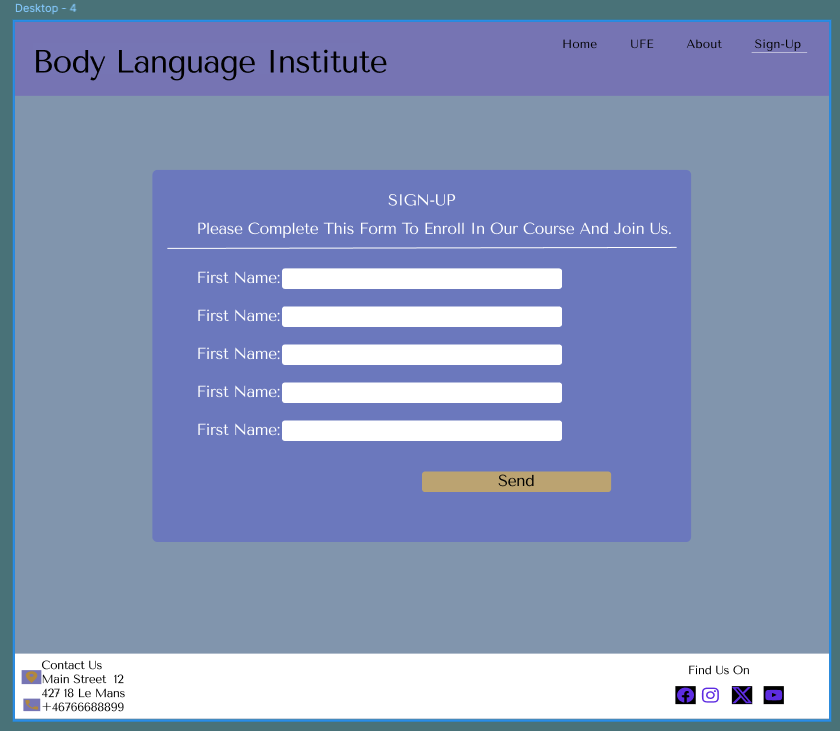 Desktop - 4
Body Language Institute
Home UFE About Sign-Up
SIGN-UP
Please Complete This Form To Enroll In Our Course And Join Us.
First Name:
First Name:
First Name:
First Name:
First Name:
Send
Contact Us
Main Street 12
427 18 Le Mans
+46766688899
Find Us On